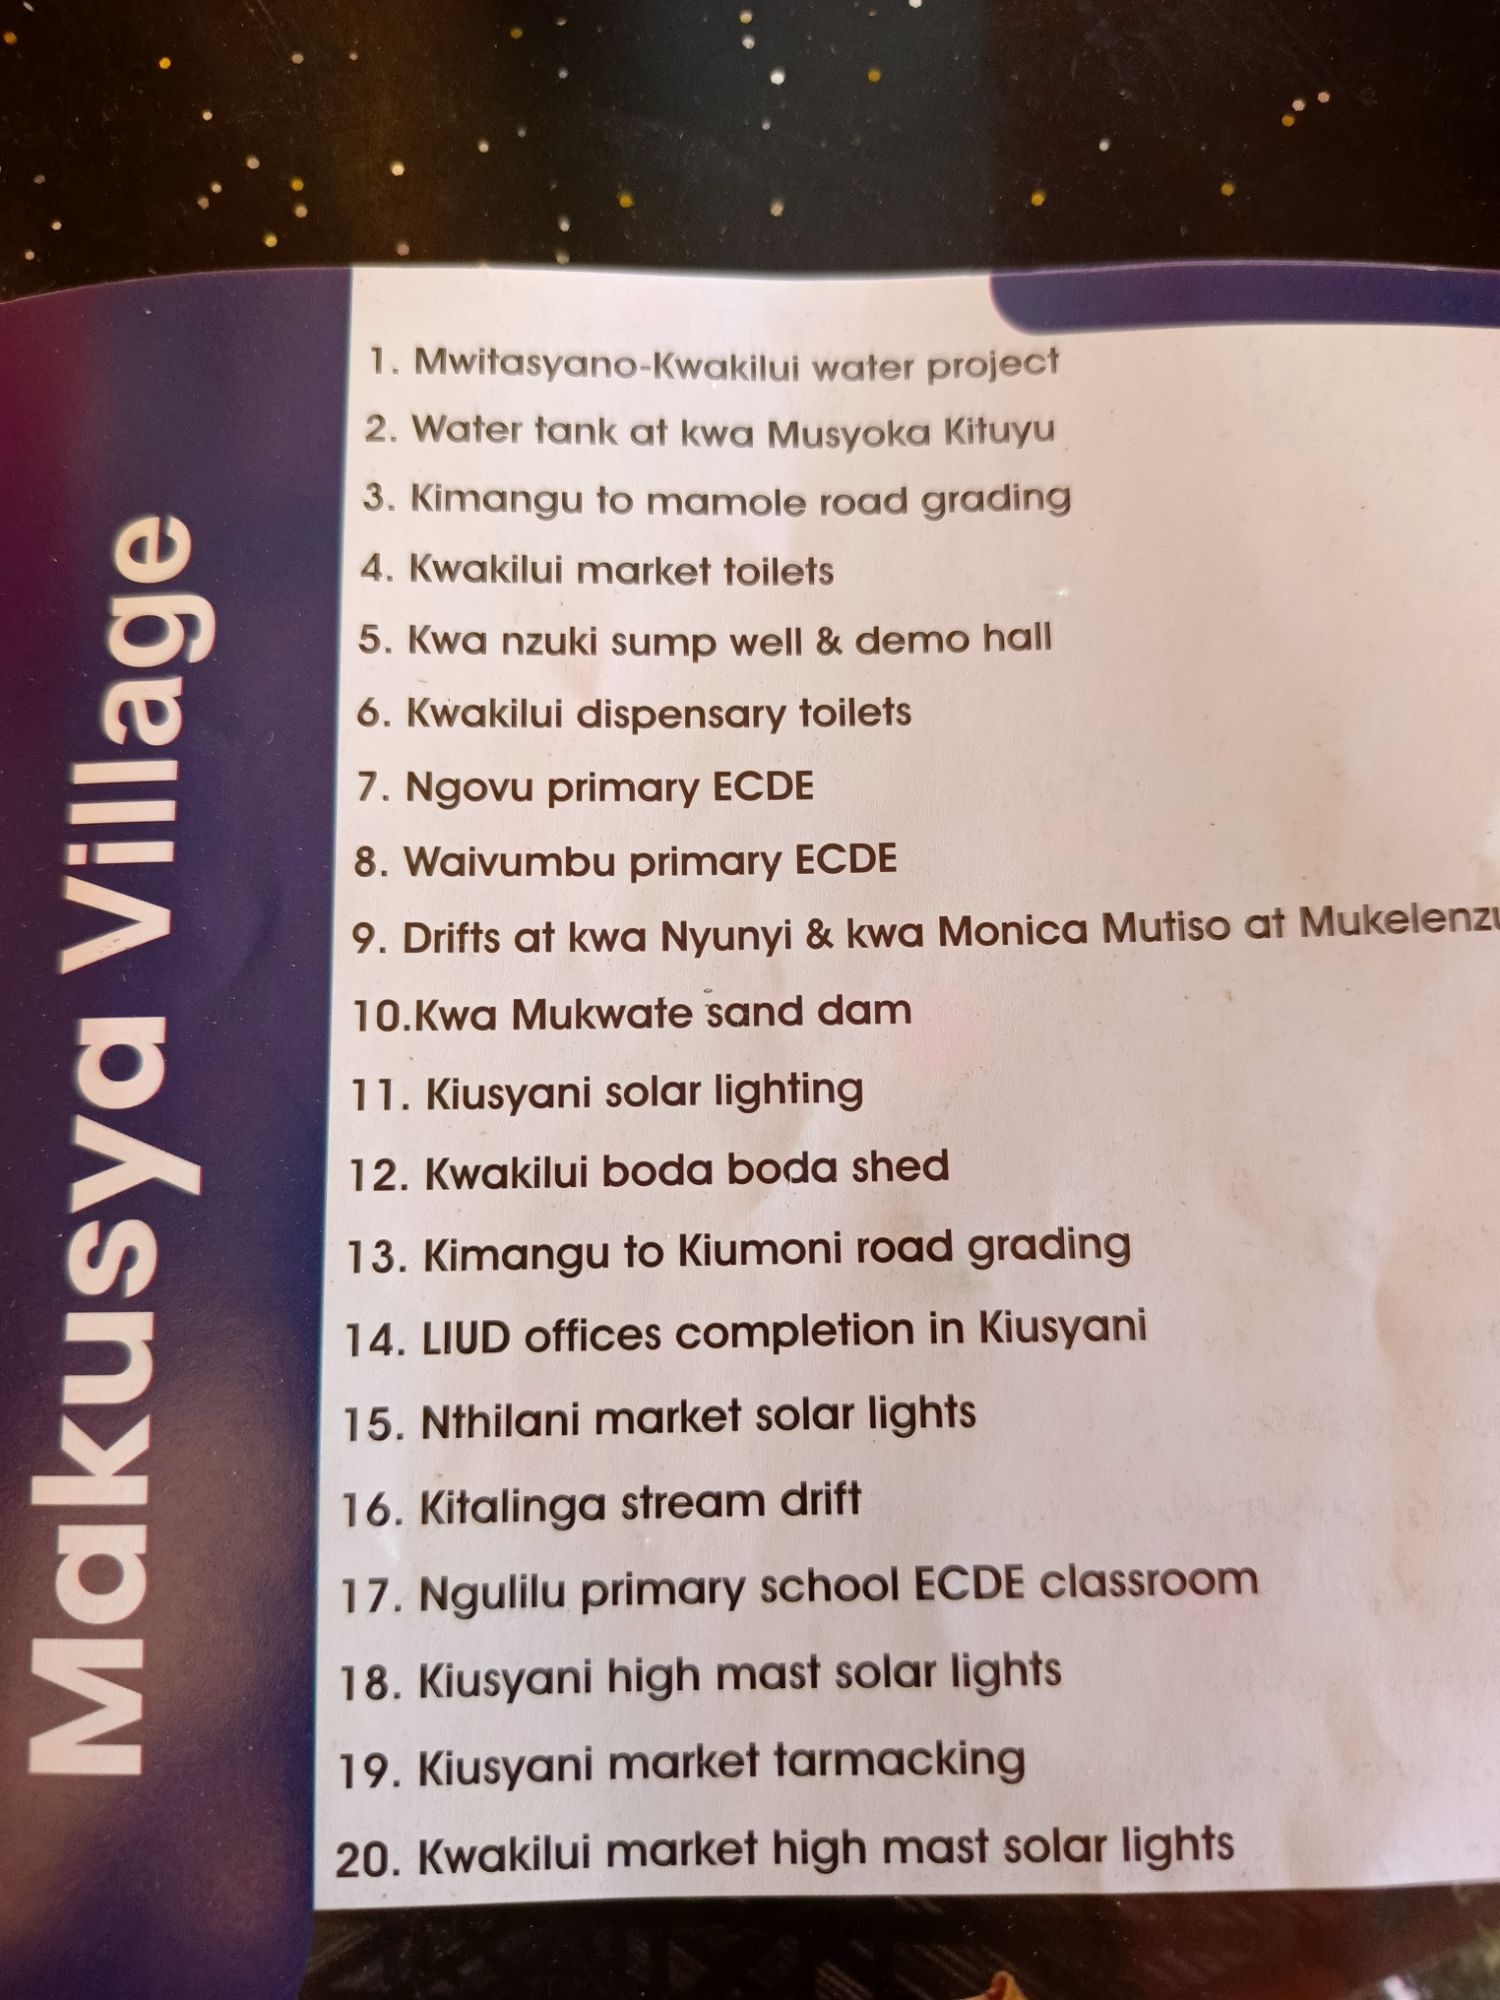 Makusya Village
1. Mwitasyano-Kwakilui water project
2. Water tank at kwa Musyoka Kituyu
3. Kimangu to mamole road grading
4. Kwakilui market toilets
5. Kwa nzuki sump well & demo hall
6. Kwakilui dispensary toilets
7. Ngovu primary ECDE
8. Waivumbu primary ECDE
9. Drifts at kwa Nyunyi & kwa Monica Mutiso at
10.Kwa Mukwate sand dam
11. Kiusyani solar lighting
12. Kwakilui boda boda shed
13. Kimangu to Kiumoni road grading
14. LIUD offices completion in Kiusyani
15. Nthilani market solar lights
16. Kitalinga stream drift
17. Ngulilu primary school ECDE classroom
18. Kiusyani high mast solar lights
19. Kiusyani market tarmacking
20. Kwakilui market high mast solar lights